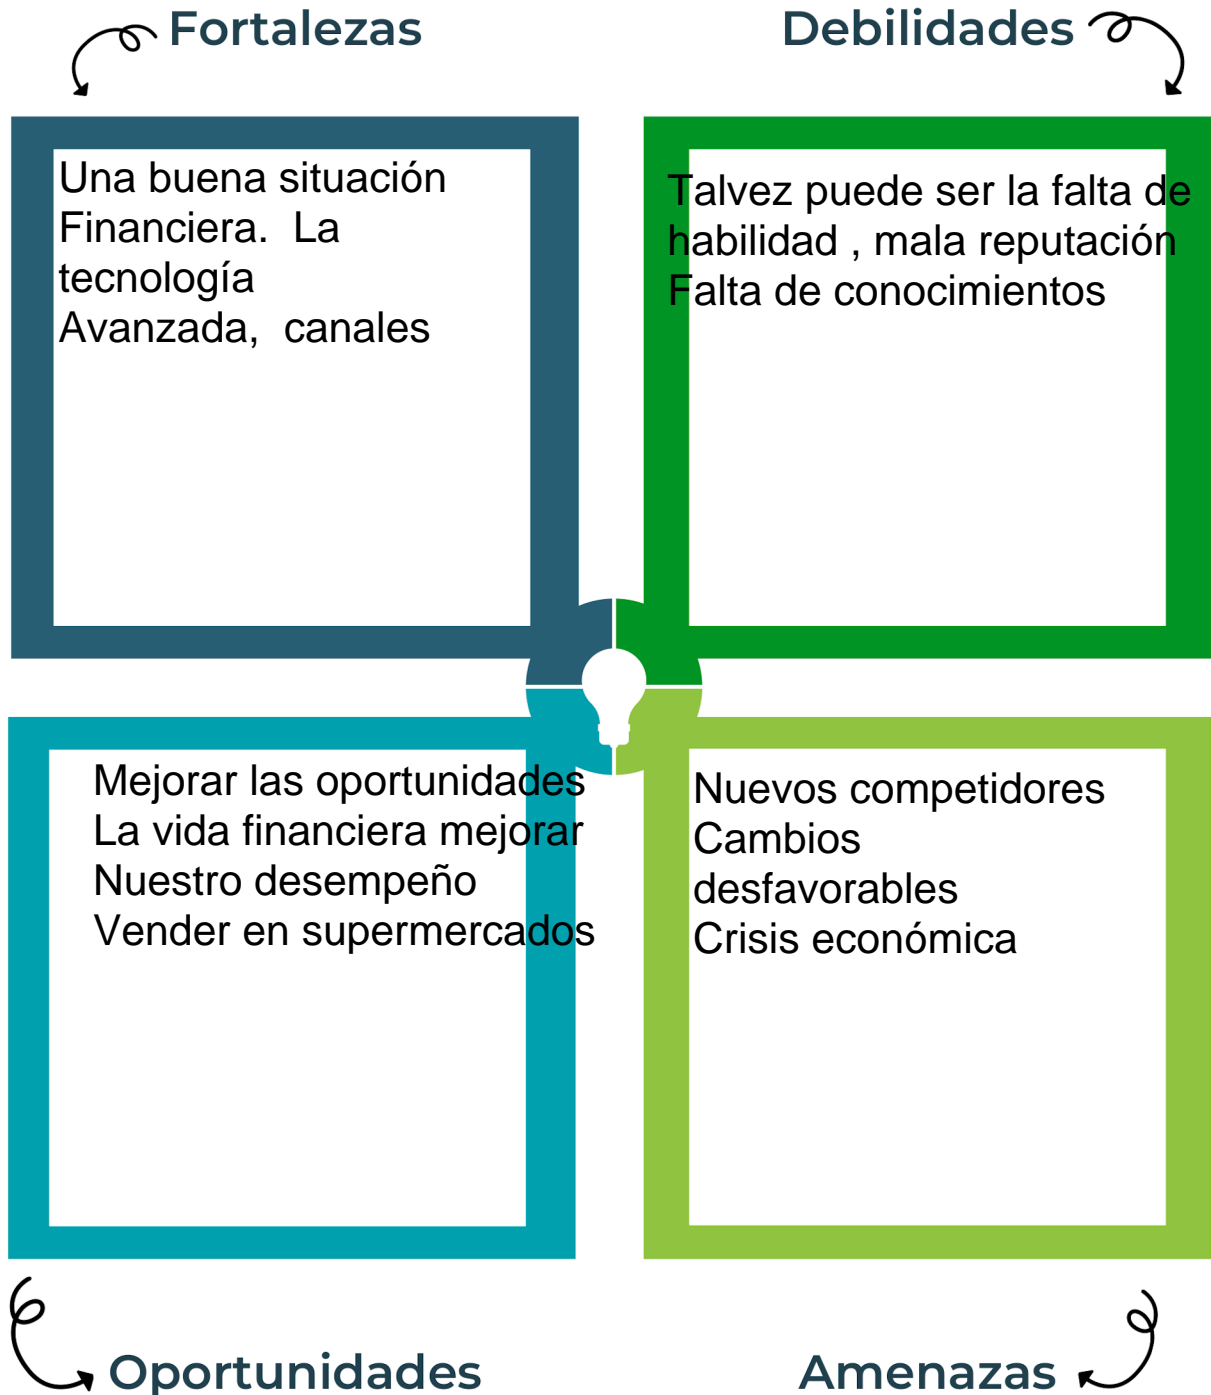 Fortalezas
Una buena situación
Financiera.  La
tecnología
Avanzada,  canales
Debilidades
Talvez puede ser la falta de
habilidad , mala reputación
Falta de conocimientos
Mejorar las oportunidades
La vida financiera mejorar
Nuestro desempeño
Vender en supermercados
Oportunidades
Nuevos competidores
Cambios
desfavorables
Crisis económica
Amenazas